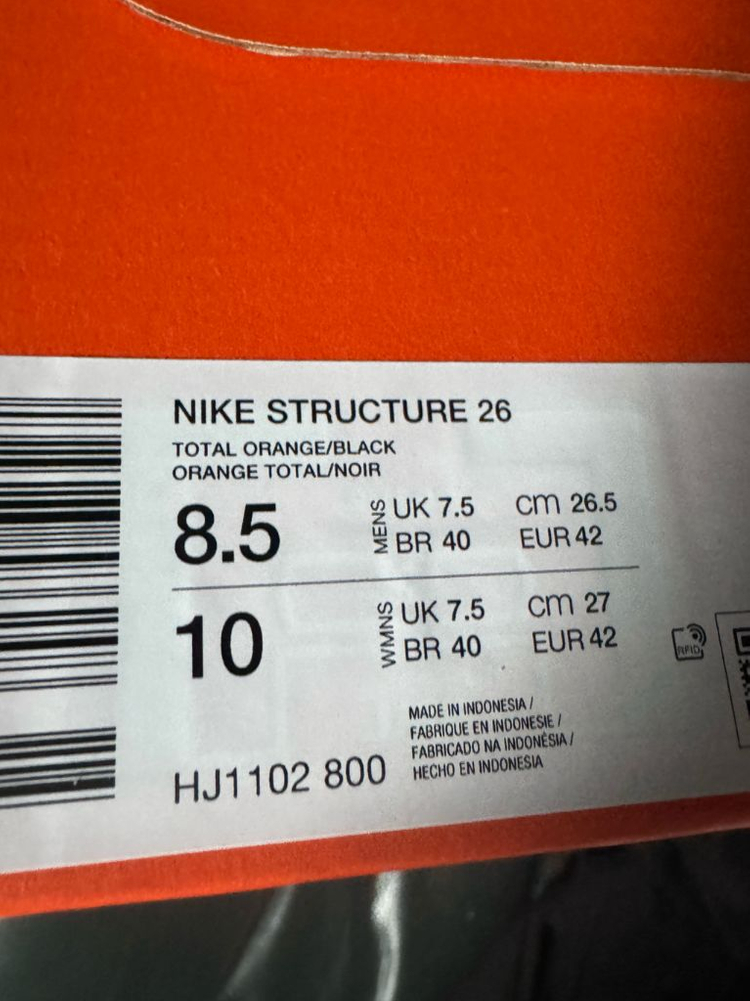 NIKE STRUCTURE 26
TOTAL ORANGE/BLACK
ORANGE TOTAL/NOIR
8.5 MENS UK 7.5 cm 26.5
BR 40 EUR 42
10 WMNS UK 7.5 cm 27
BR 40 EUR 42
RFID
MADE IN INDONESIA /
FABRIQUE EN INDONESIE /
FABRICADO NA INDONÉSIA /
HECHO EN INDONESIA
HJ1102 800